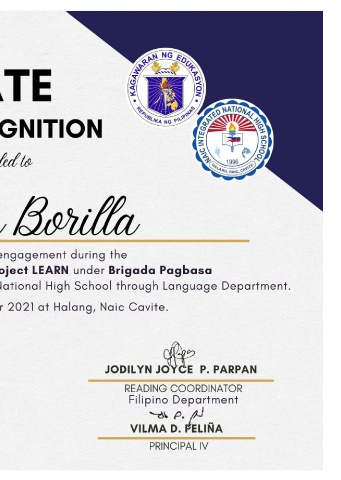 ATE
GNITION
ded to
Borilla
engagement during the
oject LEARN under Brigada Pagbasa
National High School through Language Department.
r 2021 at Halang, Naic Cavite.
KAGAWARAN NG EDUKASYON
REPUBLIKA NG PILIPINAS
NAIC INTEGRATED NATIONAL HIGH SCHOOL
1996
HALANG, NAIC, CAVITE
JODILYN JOYCE P. PARPAN
READING COORDINATOR
Filipino Department
VILMA D. FELIÑA
PRINCIPAL IV